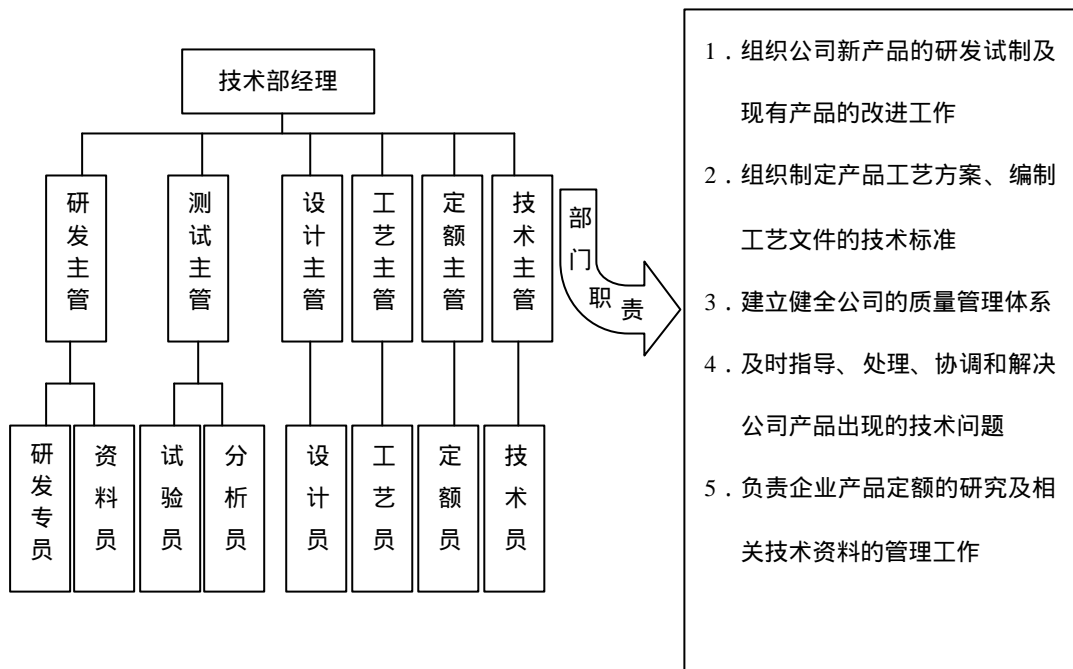 技术部经理
研发主管
测试主管
设计主管
工艺主管
定额主管
技术主管
研发专员
资料员
试验员
分析员
设计员
工艺员
定额员
技术员
部门职责
1．组织公司新产品的研发试制及
现有产品的改进工作
2．组织制定产品工艺方案、编制
工艺文件的技术标准
3．建立健全公司的质量管理体系
4．及时指导、处理、协调和解决
公司产品出现的技术问题
5．负责企业产品定额的研究及相
关技术资料的管理工作